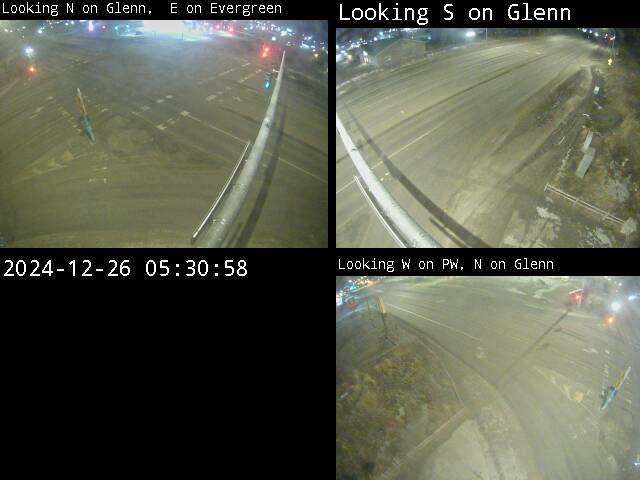 Looking N on Glenn,  E on Evergreen
Looking S on Glenn
2024-12-26 05:30:58
Looking W on PW, N on Glenn